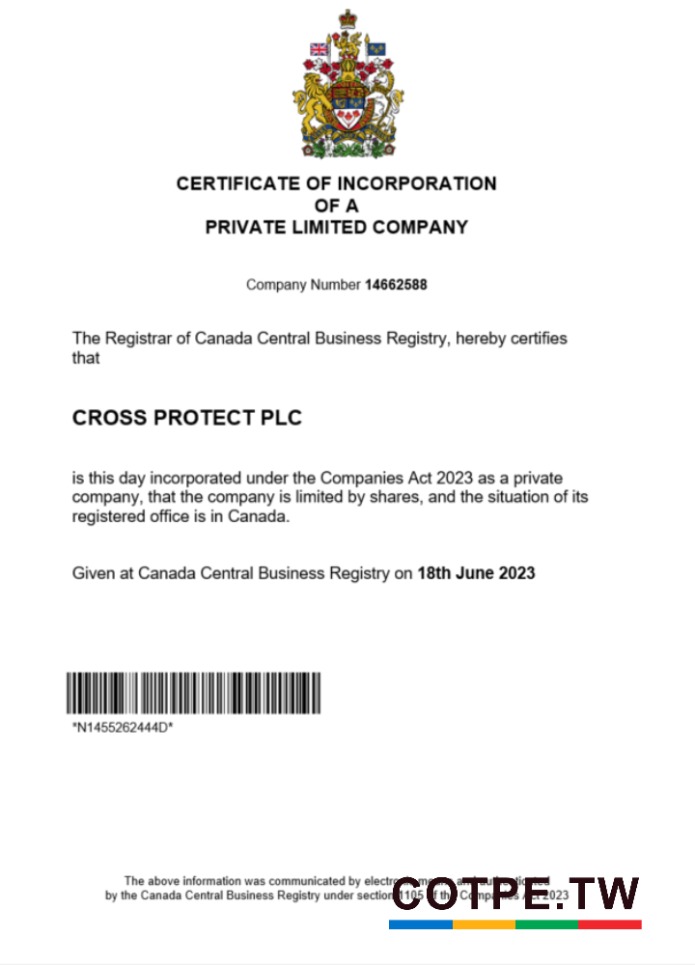 CERTIFICATE OF INCORPORATION
OF A
PRIVATE LIMITED COMPANY
Company Number 14662588
The Registrar of Canada Central Business Registry, hereby certifies
that
CROSS PROTECT PLC
is this day incorporated under the Companies Act 2023 as a private
company, that the company is limited by shares, and the situation of its
registered office is in Canada.
Given at Canada Central Business Registry on 18th June 2023
*N1455262444D*
The above information was communicated by and authenticated
by the Canada Central Business Registry under section 1105 of the Companies Act 2023
COTPE.TW